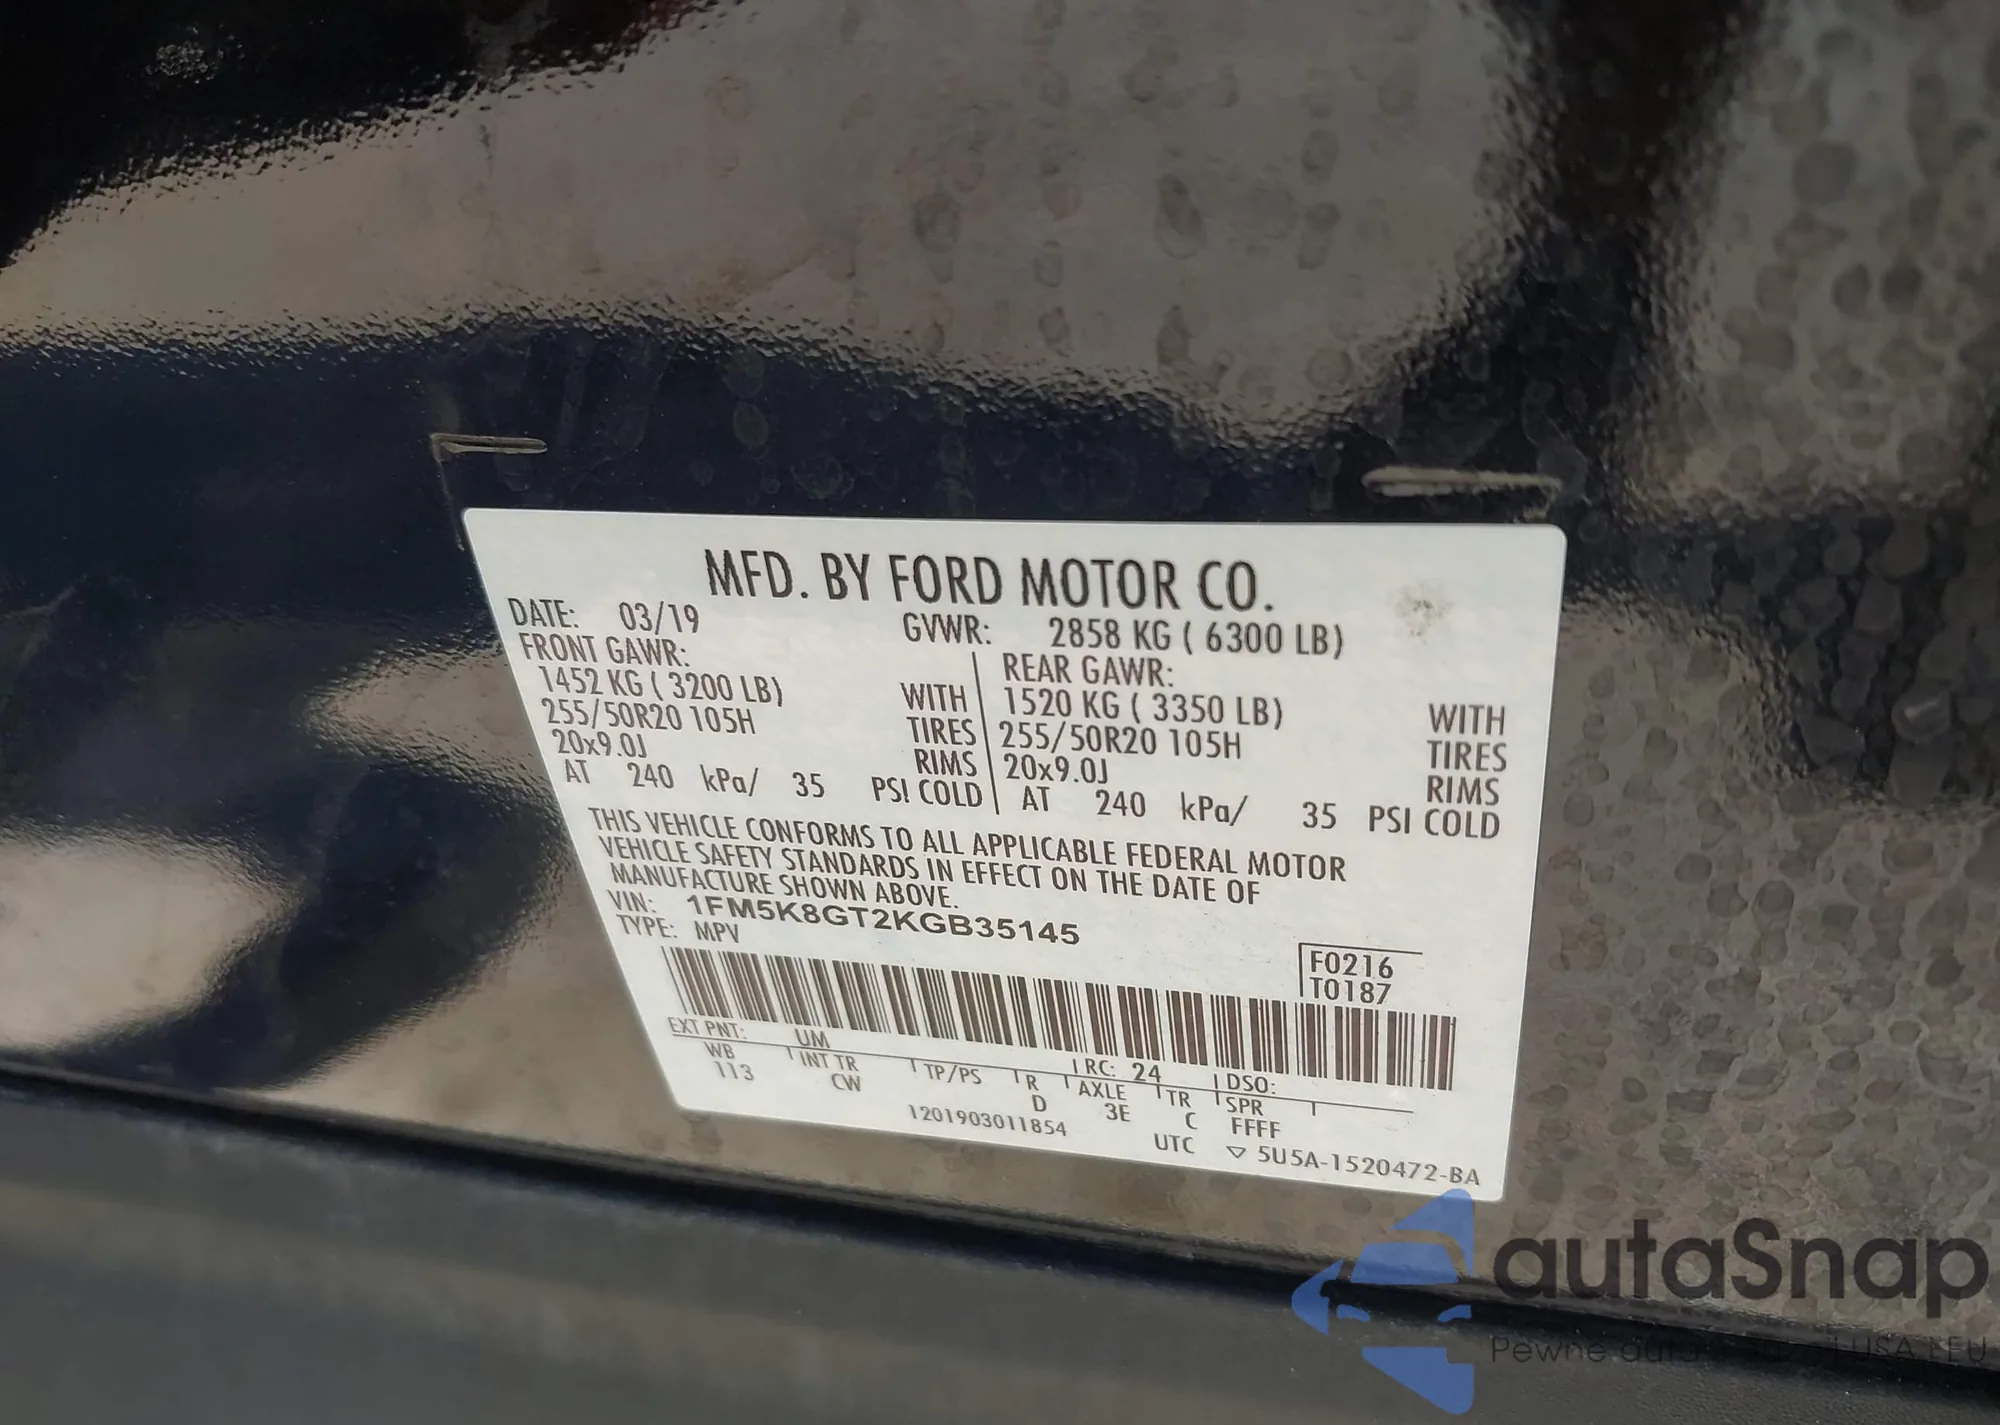 MFD. BY FORD MOTOR CO.
DATE: 03/19 GVWR: 2858 KG ( 6300 LB)
FRONT GAWR: REAR GAWR:
1452 KG ( 3200 LB) WITH 1520 KG ( 3350 LB) WITH
255/50R20 105H TIRES 255/50R20 105H TIRES
20x9.0J RIMS 20x9.0J RIMS
AT 240 kPa/ 35 PSI COLD AT 240 kPa/ 35 PSI COLD
THIS VEHICLE CONFORMS TO ALL APPLICABLE FEDERAL MOTOR
VEHICLE SAFETY STANDARDS IN EFFECT ON THE DATE OF
MANUFACTURE SHOWN ABOVE.
VIN: 1FM5K8GT2KGB35145
TYPE: MPV
F0216
T0187
EXT PNT: UM RC: 24 DSO:
WB INT TR TP/PS R AXLE TR SPR
113 CW D 3E C FFFF
1201903011854 UTC ▽ 5U5A-1520472-BA
autaSnap
Pewne auta USA i EU